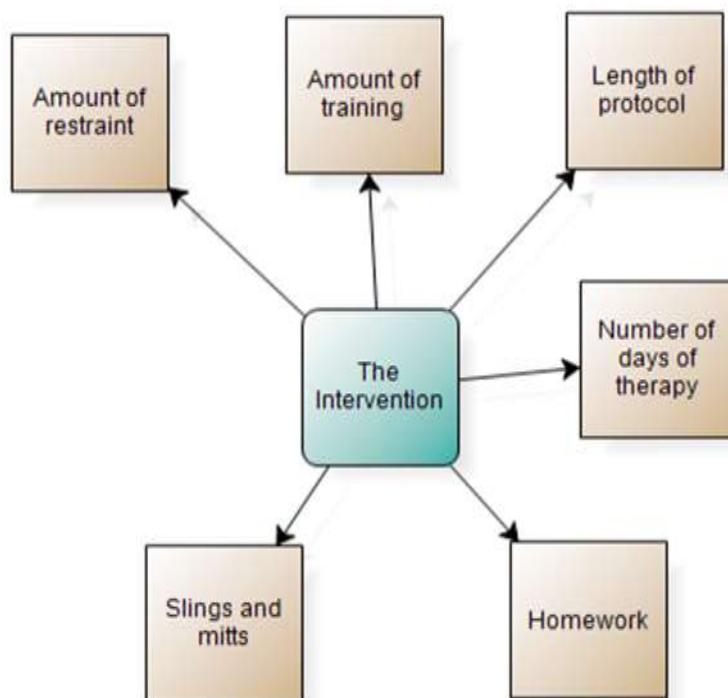 Amount of
restraint
Amount of
training
Length of
protocol
Number of
days of
therapy
The
Intervention
Slings and
mitts
Homework